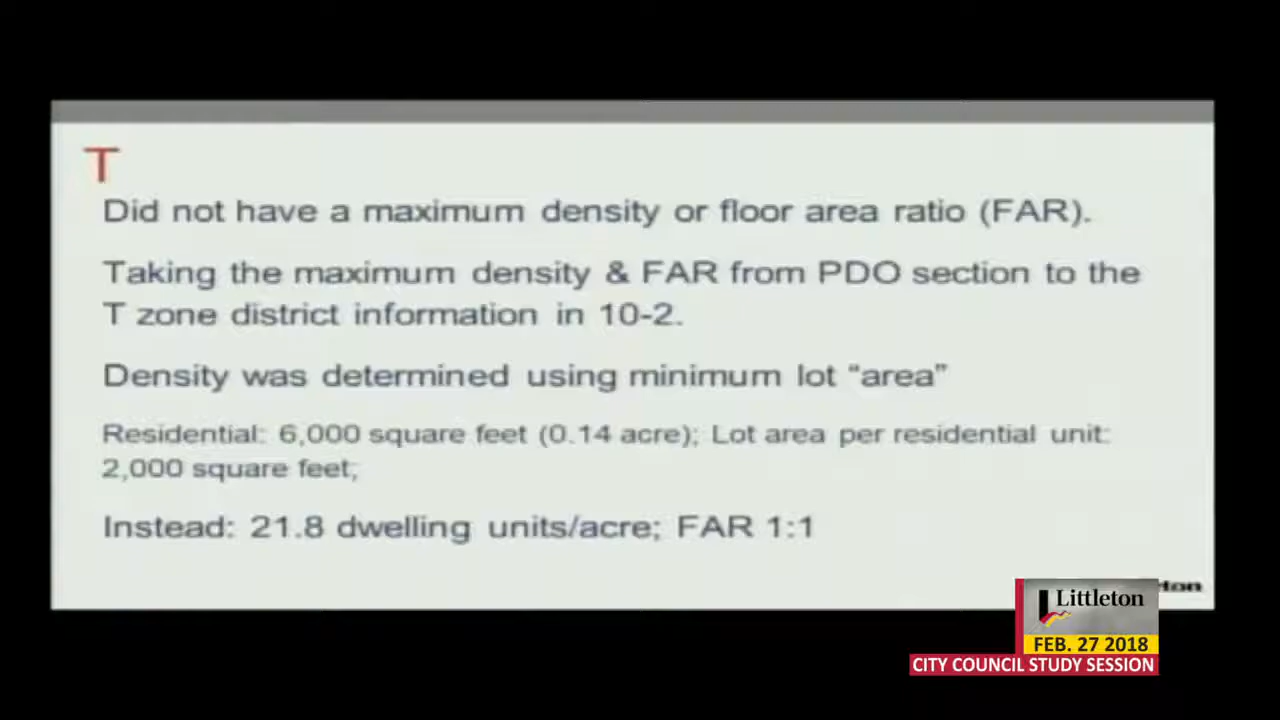 T
Did not have a maximum density or floor area ratio (FAR).
Taking the maximum density & FAR from PDO section to the
T zone district information in 10-2.
Density was determined using minimum lot “area”
Residential: 6,000 square feet (0.14 acre); Lot area per residential unit:
2,000 square feet;
Instead: 21.8 dwelling units/acre; FAR 1:1
Littleton
FEB. 27 2018
CITY COUNCIL STUDY SESSION